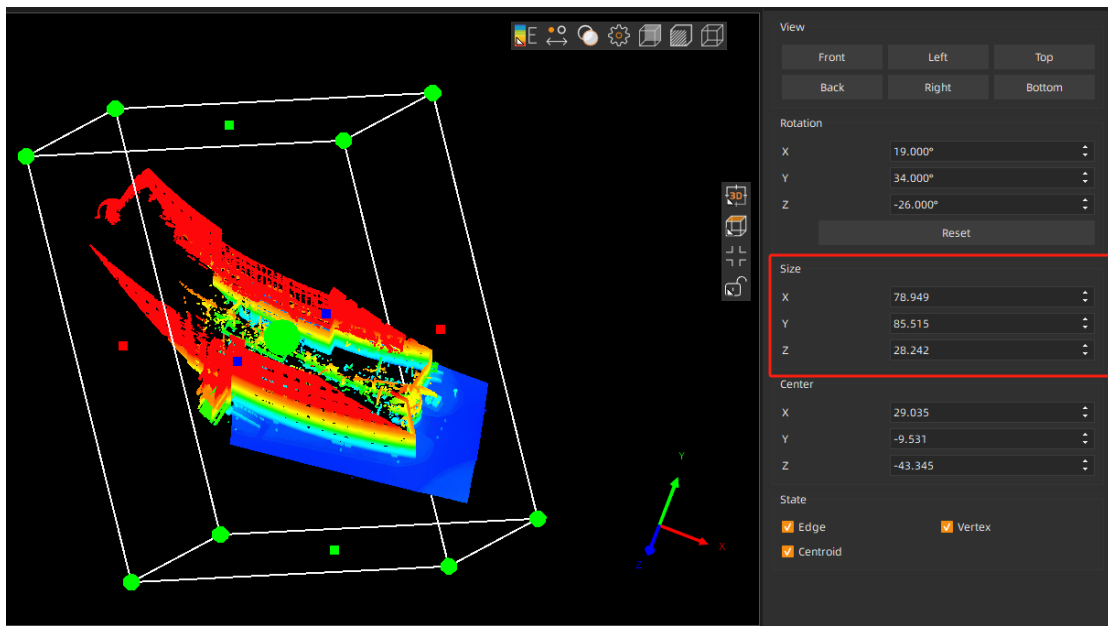 E
View
Front Left Top
Back Right Bottom
Rotation
X 19.000°
Y 34.000°
Z -26.000°
Reset
3D
Size
X 78.949
Y 85.515
Z 28.242
Center
X 29.035
Y -9.531
Z -43.345
State
Edge Vertex
Centroid
Y
X
Z